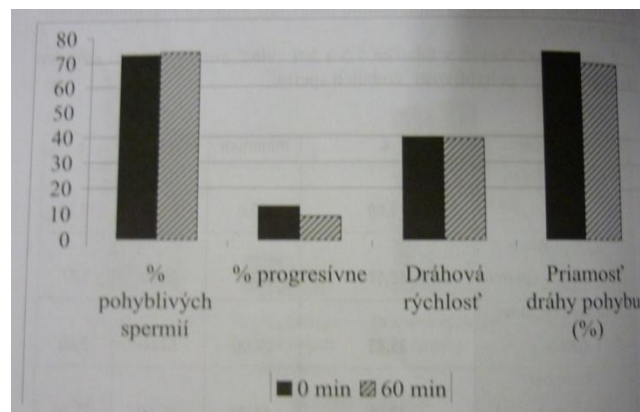 80
70
60
50
40
30
20
10
0
%
pohyblivých
spermií
% progresívne
Dráhová
rýchlosť
Priamosť
dráhy pohybu
(%)
0 min 60 min